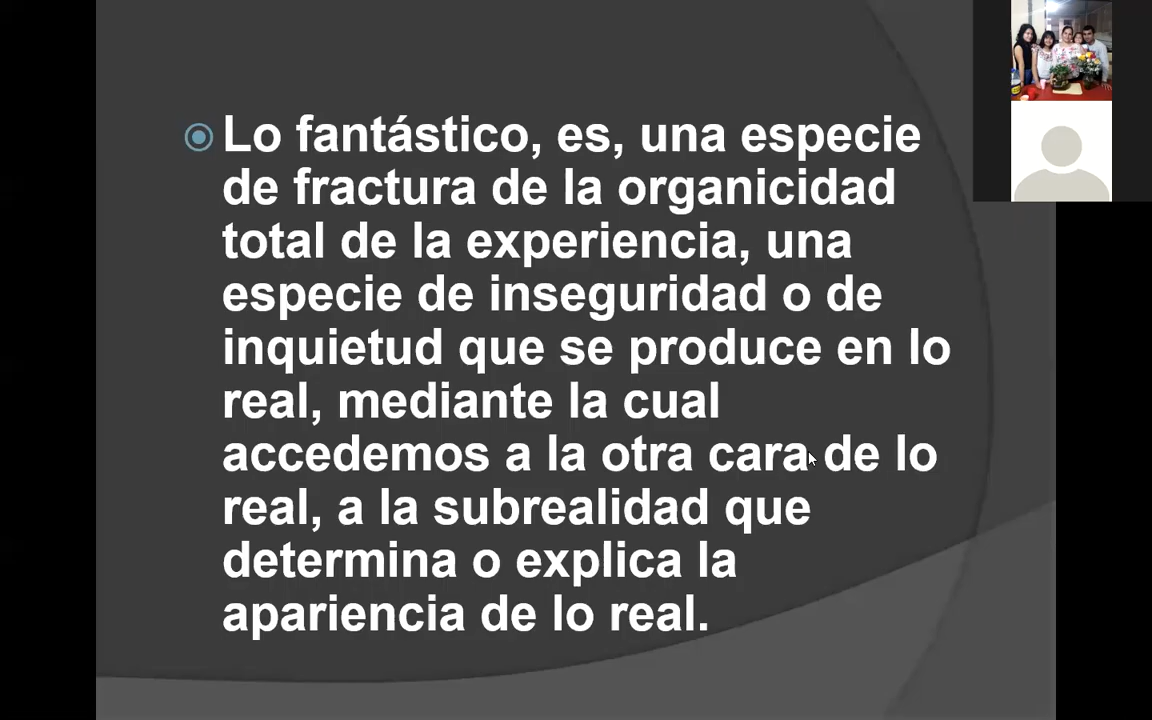 Lo fantástico, es, una especie
de fractura de la organicidad
total de la experiencia, una
especie de inseguridad o de
inquietud que se produce en lo
real, mediante la cual
accedemos a la otra cara de lo
real, a la subrealidad que
determina o explica la
apariencia de lo real.